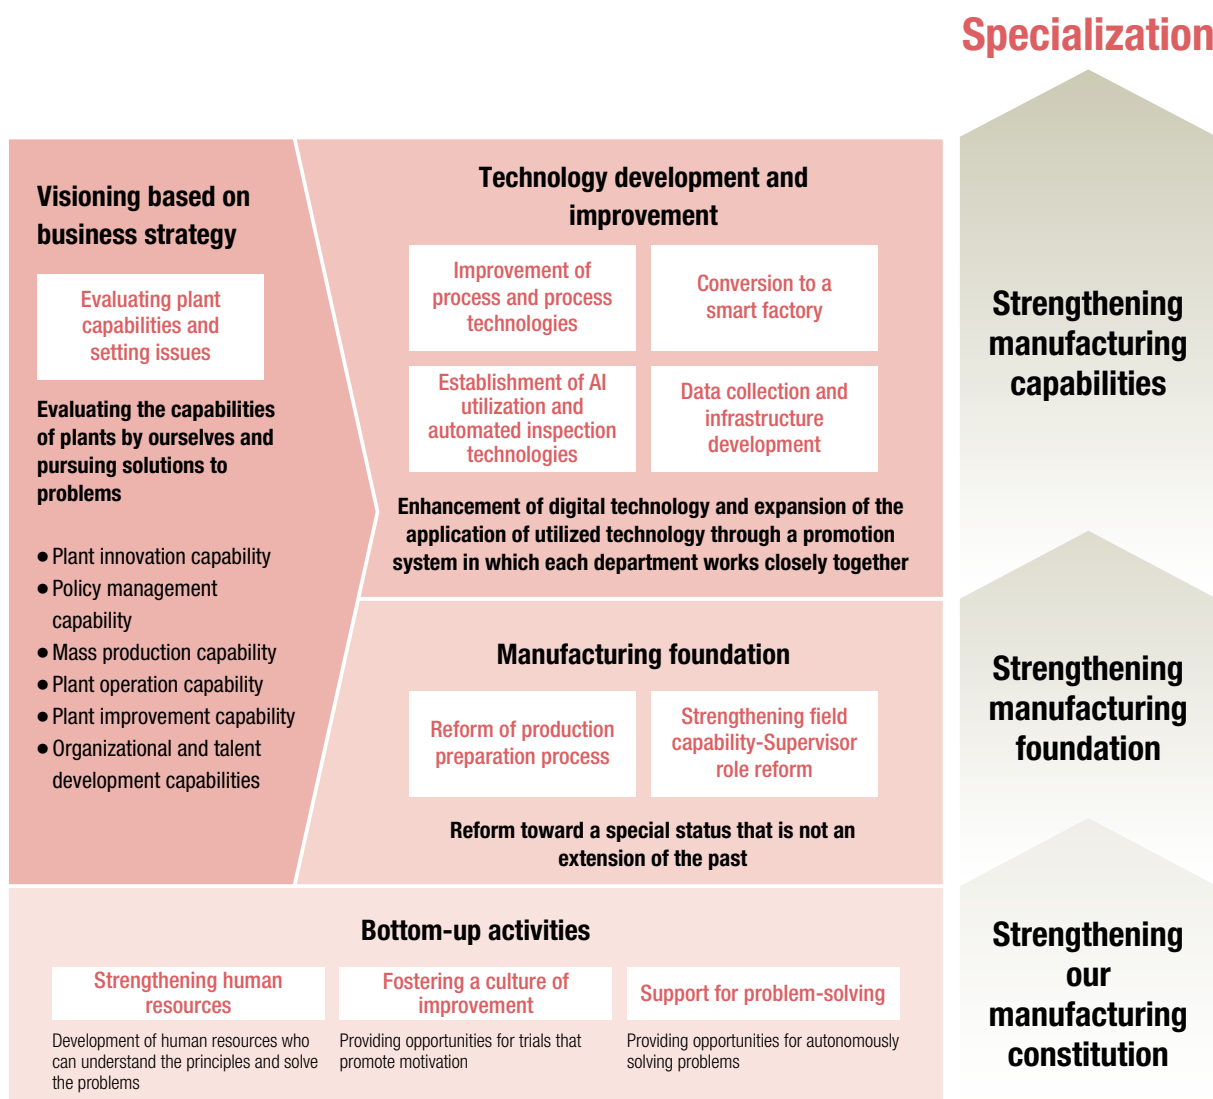 Specialization
Visioning based on
business strategy
Evaluating plant
capabilities and
setting issues
Evaluating the capabilities
of plants by ourselves and
pursuing solutions to
problems
● Plant innovation capability
● Policy management
capability
● Mass production capability
● Plant operation capability
● Plant improvement capability
● Organizational and talent
development capabilities
Technology development and
improvement
Improvement of
process and process
technologies
Conversion to a
smart factory
Establishment of AI
utilization and
automated inspection
technologies
Data collection and
infrastructure
development
Enhancement of digital technology and expansion of the
application of utilized technology through a promotion
system in which each department works closely together
Strengthening
manufacturing
capabilities
Manufacturing foundation
Reform of production
preparation process
Strengthening field
capability-Supervisor
role reform
Reform toward a special status that is not an
extension of the past
Strengthening
manufacturing
foundation
Bottom-up activities
Strengthening human
resources
Development of human resources who
can understand the principles and solve
the problems
Fostering a culture of
improvement
Providing opportunities for trials that
promote motivation
Support for problem-solving
Providing opportunities for autonomously
solving problems
Strengthening
our
manufacturing
constitution